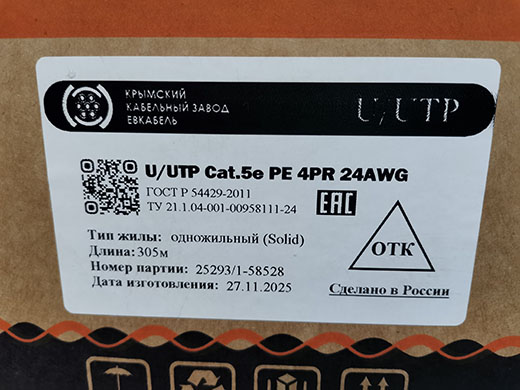 КРЫМСКИЙ
КАБЕЛЬНЫЙ ЗАВОД
ЕВКАБЕЛЬ
U/UTP
U/UTP Cat.5e PE 4PR 24AWG
ГОСТ Р 54429-2011
ТУ 21.1.04-001-00958111-24
EAC
ОТК
Тип жилы: одножильный (Solid)
Длина: 305м
Номер партии: 25293/1-58528
Дата изготовления: 27.11.2025
Сделано в России